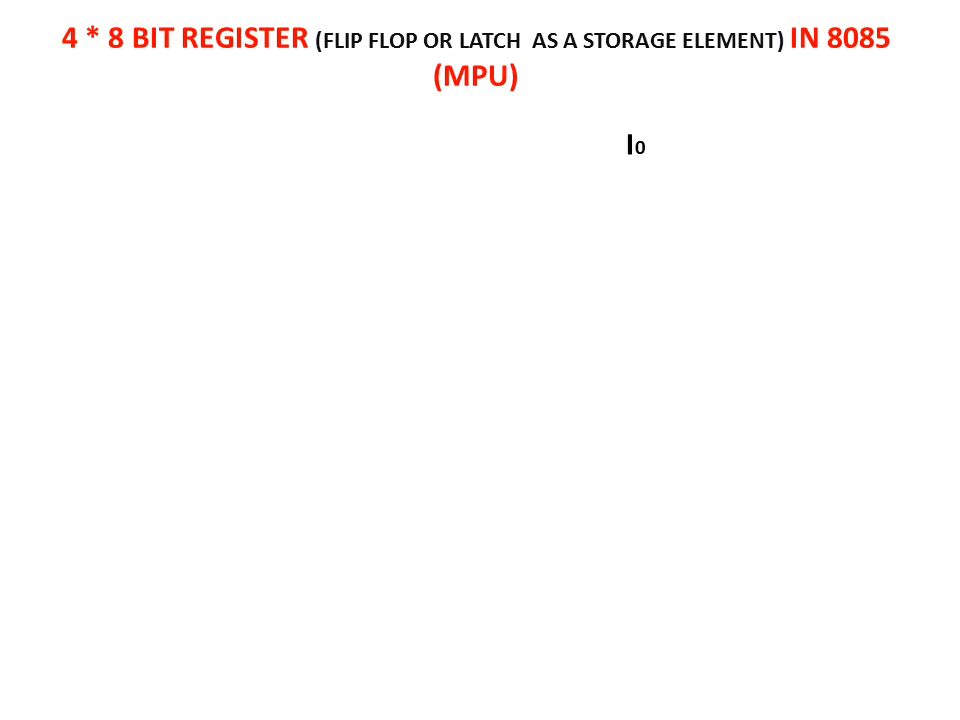 4 * 8 BIT REGISTER (FLIP FLOP OR LATCH AS A STORAGE ELEMENT) IN 8085
(MPU)
I0